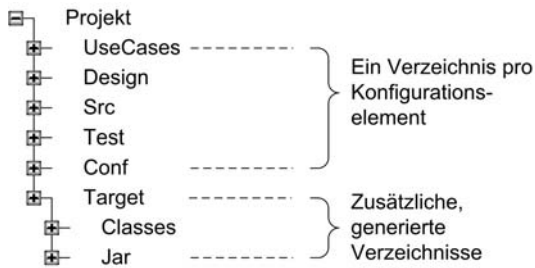 Projekt
UseCases
Design
Src
Test
Conf
Target
Classes
Jar
Ein Verzeichnis pro
Konfigurations-
element
Zusätzliche,
generierte
Verzeichnisse